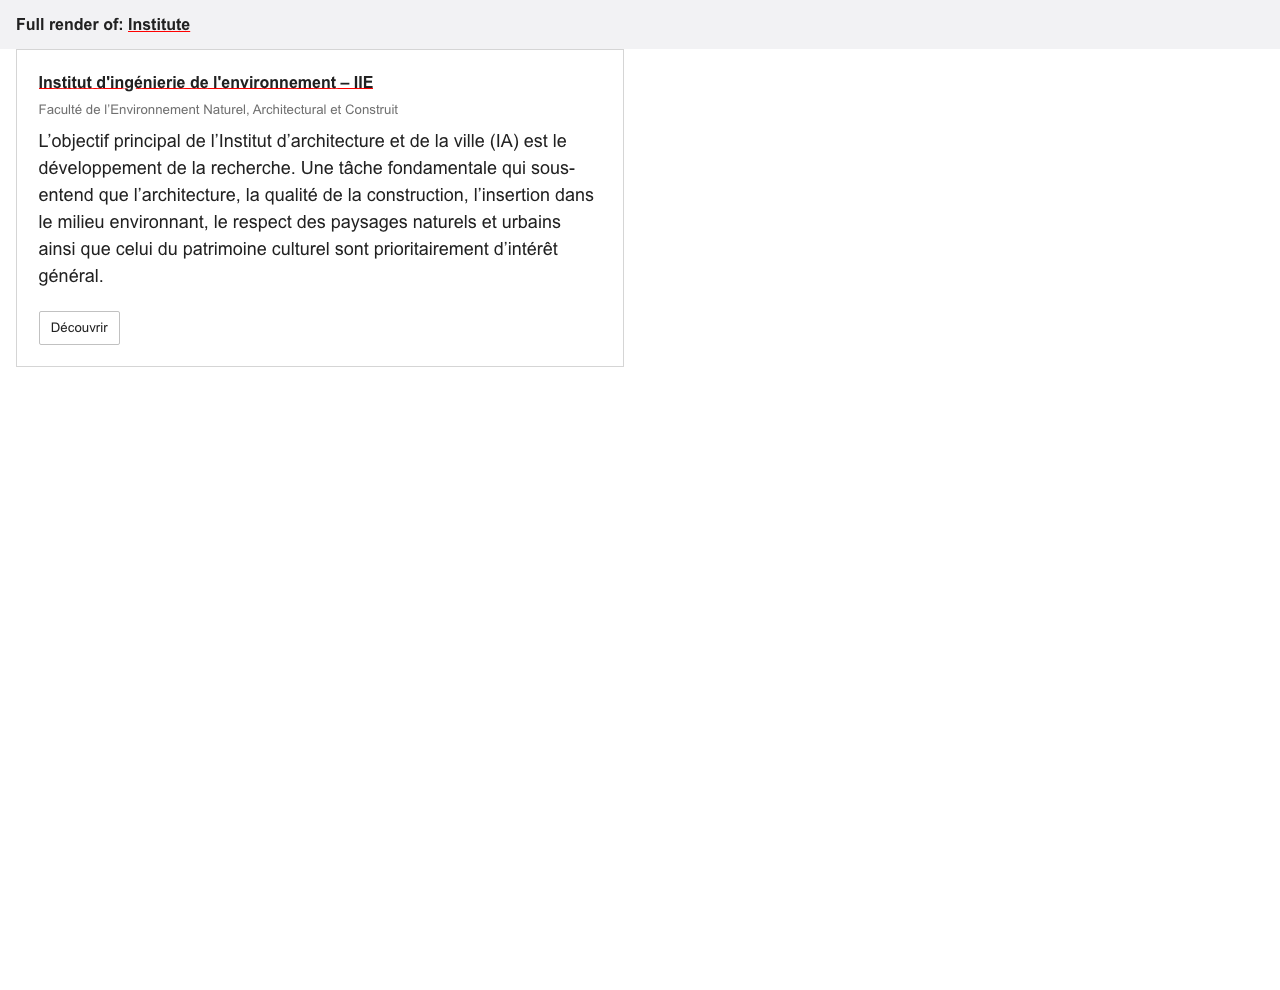 Full render of: Institute
Institut d'ingénierie de l'environnement – IIE
Faculté de l’Environnement Naturel, Architectural et Construit
L’objectif principal de l’Institut d’architecture et de la ville (IA) est le
développement de la recherche. Une tâche fondamentale qui sous-
entend que l’architecture, la qualité de la construction, l’insertion dans
le milieu environnant, le respect des paysages naturels et urbains
ainsi que celui du patrimoine culturel sont prioritairement d’intérêt
général.
Découvrir